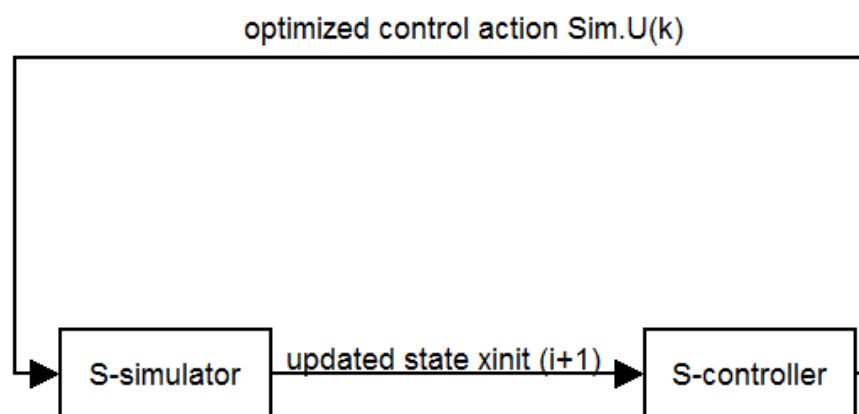 optimized control action Sim.U(k)
S-simulator
updated state xinit (i+1)
S-controller